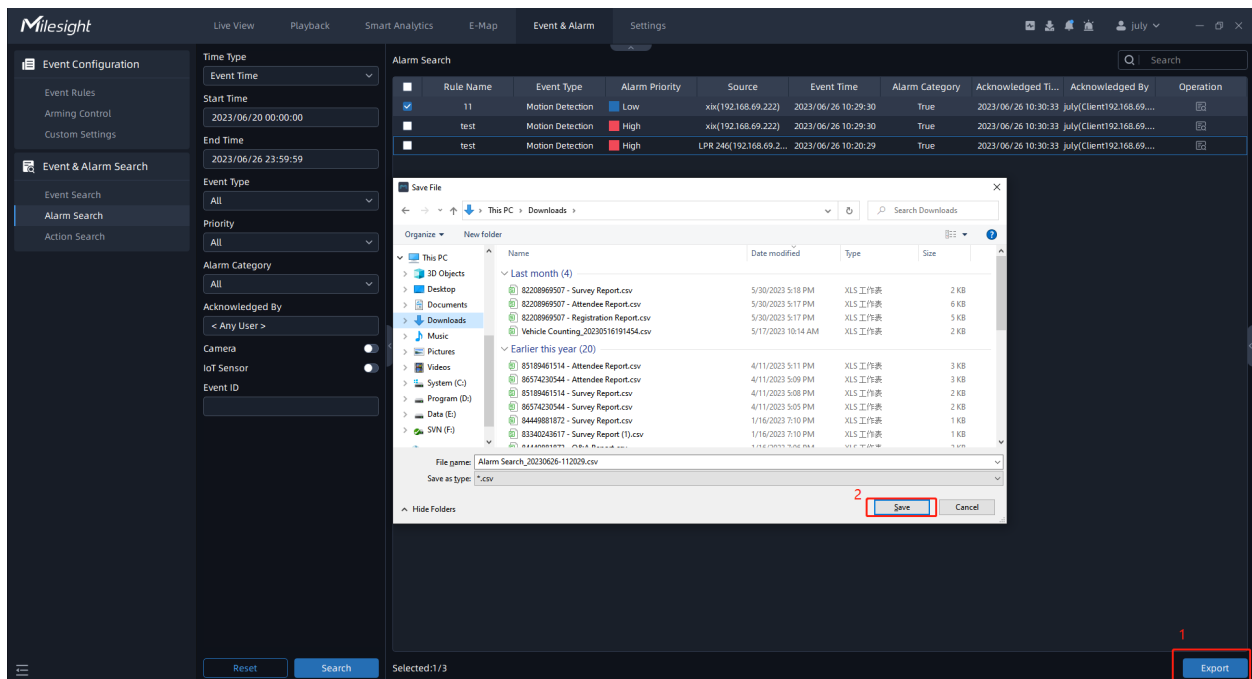 Milesight
Live View Playback Smart Analytics E-Map Event & Alarm Settings july
Event Configuration
Event Rules
Arming Control
Custom Settings
Event & Alarm Search
Event Search
Alarm Search
Action Search
Time Type
Event Time
Start Time
2023/06/20 00:00:00
End Time
2023/06/26 23:59:59
Event Type
All
Priority
All
Alarm Category
All
Acknowledged By
< Any User >
Camera
IoT Sensor
Event ID
Reset Search
Alarm Search Search
Rule Name Event Type Alarm Priority Source Event Time Alarm Category Acknowledged Ti... Acknowledged By Operation
11 Motion Detection Low xix(192.168.69.222) 2023/06/26 10:29:30 True 2023/06/26 10:30:33 july(Client192.168.69....
test Motion Detection High xix(192.168.69.222) 2023/06/26 10:29:30 True 2023/06/26 10:30:33 july(Client192.168.69....
test Motion Detection High LPR 246(192.168.69.2... 2023/06/26 10:20:29 True 2023/06/26 10:30:33 july(Client192.168.69....
Save File
This PC > Downloads > Search Downloads
Organize New folder
This PC
3D Objects
Desktop
Documents
Downloads
Music
Pictures
Videos
System (C:)
Program (D:)
Data (E:)
SVN (F:)
Name Date modified Type Size
Last month (4)
82208969507 - Survey Report.csv 5/30/2023 5:18 PM XLS 工作表 2 KB
82208969507 - Attendee Report.csv 5/30/2023 5:17 PM XLS 工作表 6 KB
82208969507 - Registration Report.csv 5/30/2023 5:17 PM XLS 工作表 5 KB
Vehicle Counting_20230516191454.csv 5/17/2023 10:14 AM XLS 工作表 2 KB
Earlier this year (20)
85189461514 - Attendee Report.csv 4/11/2023 5:11 PM XLS 工作表 3 KB
86574230544 - Attendee Report.csv 4/11/2023 5:09 PM XLS 工作表 3 KB
85189461514 - Survey Report.csv 4/11/2023 5:08 PM XLS 工作表 2 KB
86574230544 - Survey Report.csv 4/11/2023 5:05 PM XLS 工作表 2 KB
84449881872 - Survey Report.csv 1/16/2023 7:10 PM XLS 工作表 1 KB
83340243617 - Survey Report (1).csv 1/16/2023 7:10 PM XLS 工作表 1 KB
File name: Alarm Search_20230626-112029.csv
Save as type: *.csv
2
Hide Folders Save Cancel
1
Selected:1/3 Export